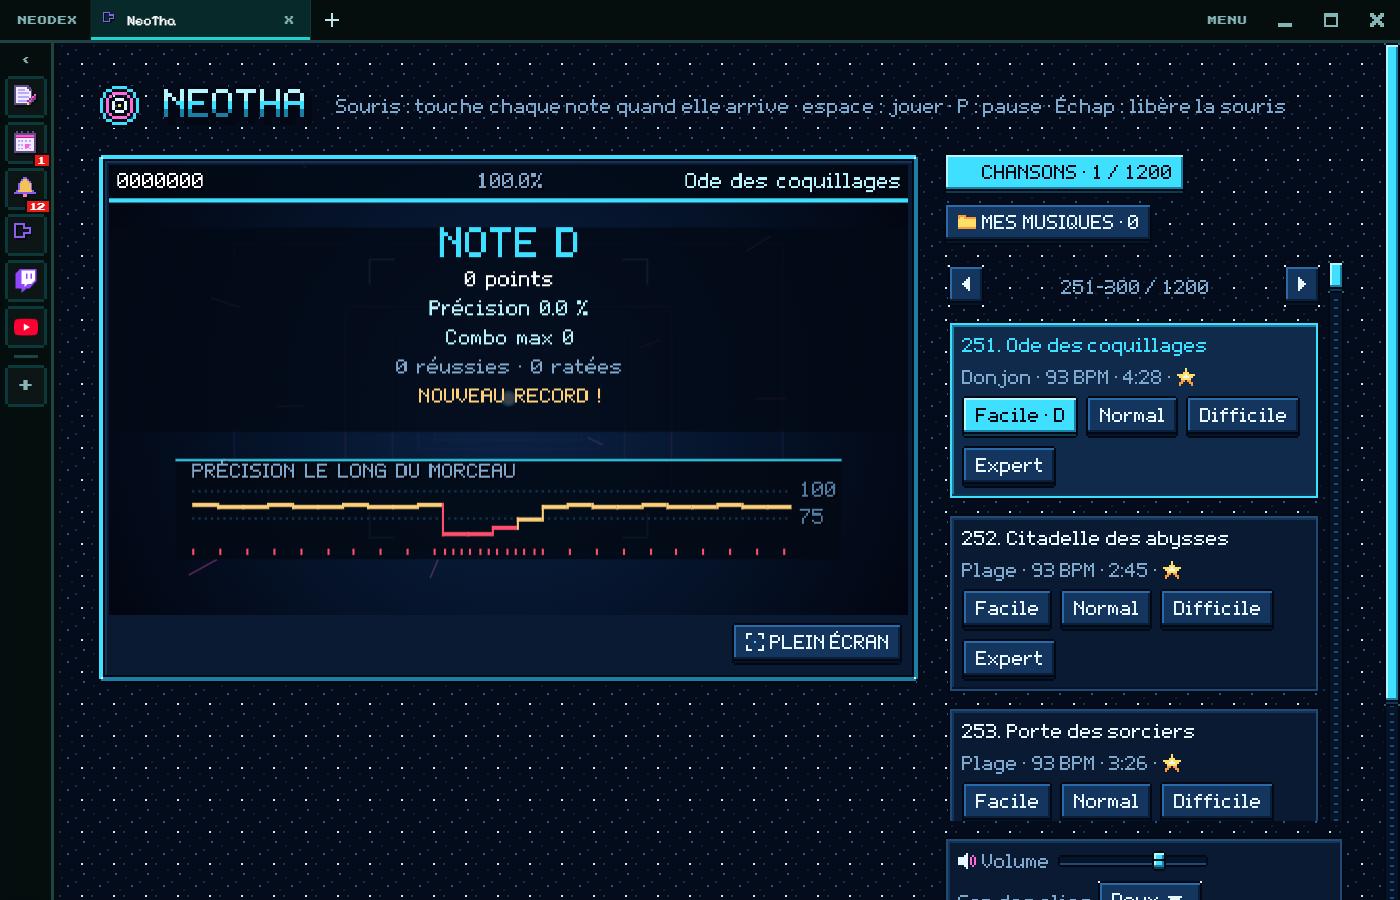 NEODEX
NeoTha
MENU
1
12
NEOTHA
Souris : touche chaque note quand elle arrive · espace : jouer · P : pause · Échap : libère la souris
0000000
100.0%
Ode des coquillages
NOTE D
0 points
Précision 0.0 %
Combo max 0
0 réussies · 0 ratées
NOUVEAU RECORD !
PRÉCISION LE LONG DU MORCEAU
100
75
PLEIN ÉCRAN
CHANSONS · 1 / 1200
MES MUSIQUES · 0
251-300 / 1200
251. Ode des coquillages
Donjon · 93 BPM · 4:28 ·
Facile · D
Normal
Difficile
Expert
252. Citadelle des abysses
Plage · 93 BPM · 2:45 ·
Facile
Normal
Difficile
Expert
253. Porte des sorciers
Plage · 93 BPM · 3:26 ·
Facile
Normal
Difficile
Volume